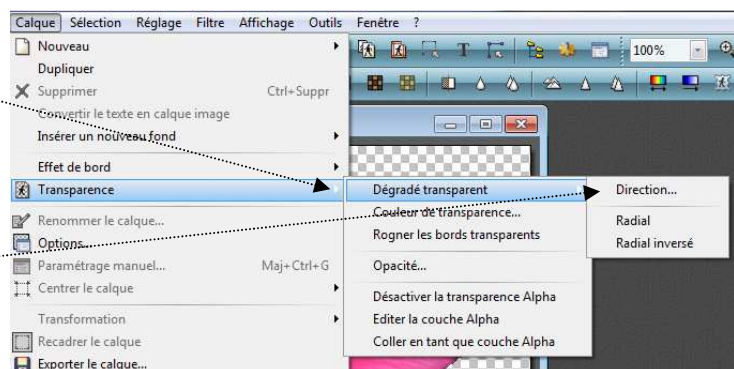 Calque Sélection Réglage Filtre Affichage Outils Fenêtre ?
Nouveau
100%
Dupliquer
Supprimer Ctrl+Suppr
Convertir le texte en calque image
Insérer un nouveau fond
Effet de bord
Transparence
Dégradé transparent
Direction...
Renommer le calque...
Couleur de transparence...
Radial
Options...
Rogner les bords transparents
Radial inversé
Paramétrage manuel... Maj+Ctrl+G
Opacité...
Centrer le calque
Désactiver la transparence Alpha
Transformation
Editer la couche Alpha
Recadrer le calque
Coller en tant que couche Alpha
Exporter le calque...